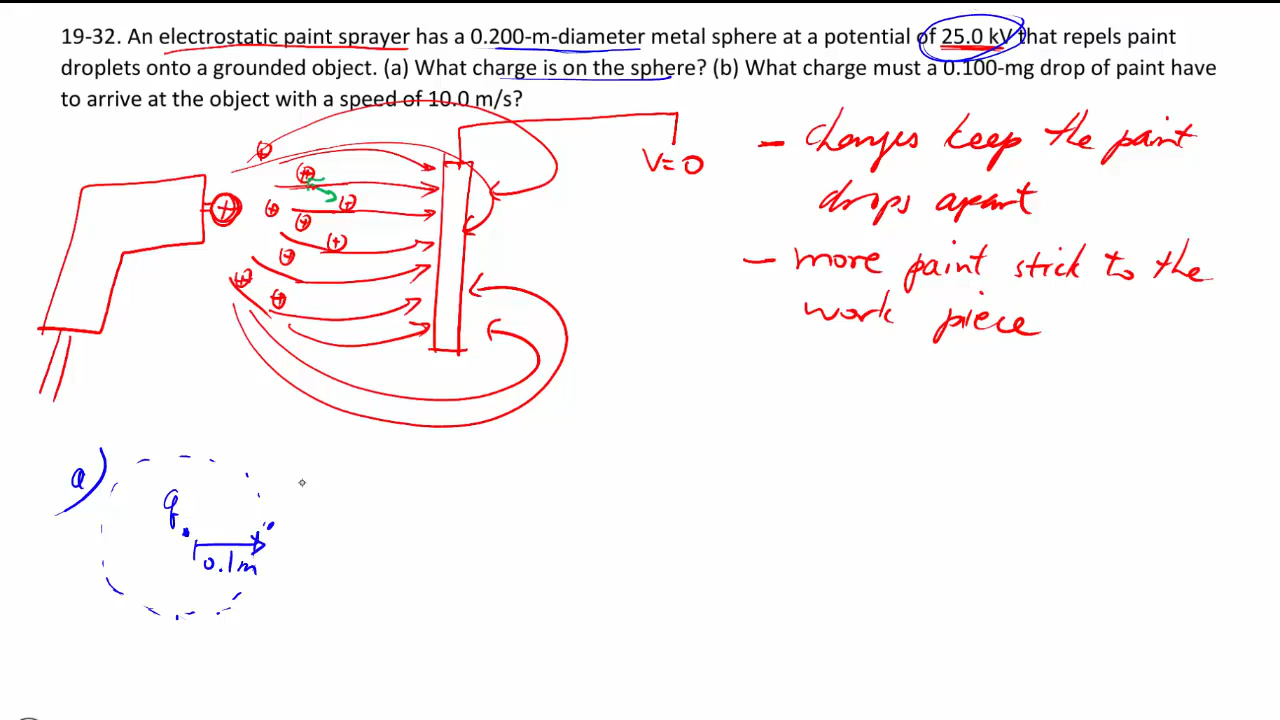 19-32. An electrostatic paint sprayer has a 0.200-m-diameter metal sphere at a potential of 25.0 kV that repels paint
droplets onto a grounded object. (a) What charge is on the sphere? (b) What charge must a 0.100-mg drop of paint have
to arrive at the object with a speed of 10.0 m/s?
V=0
- charges keep the paint
drops apart
- more paint stick to the
work piece
a)
q
0.1m